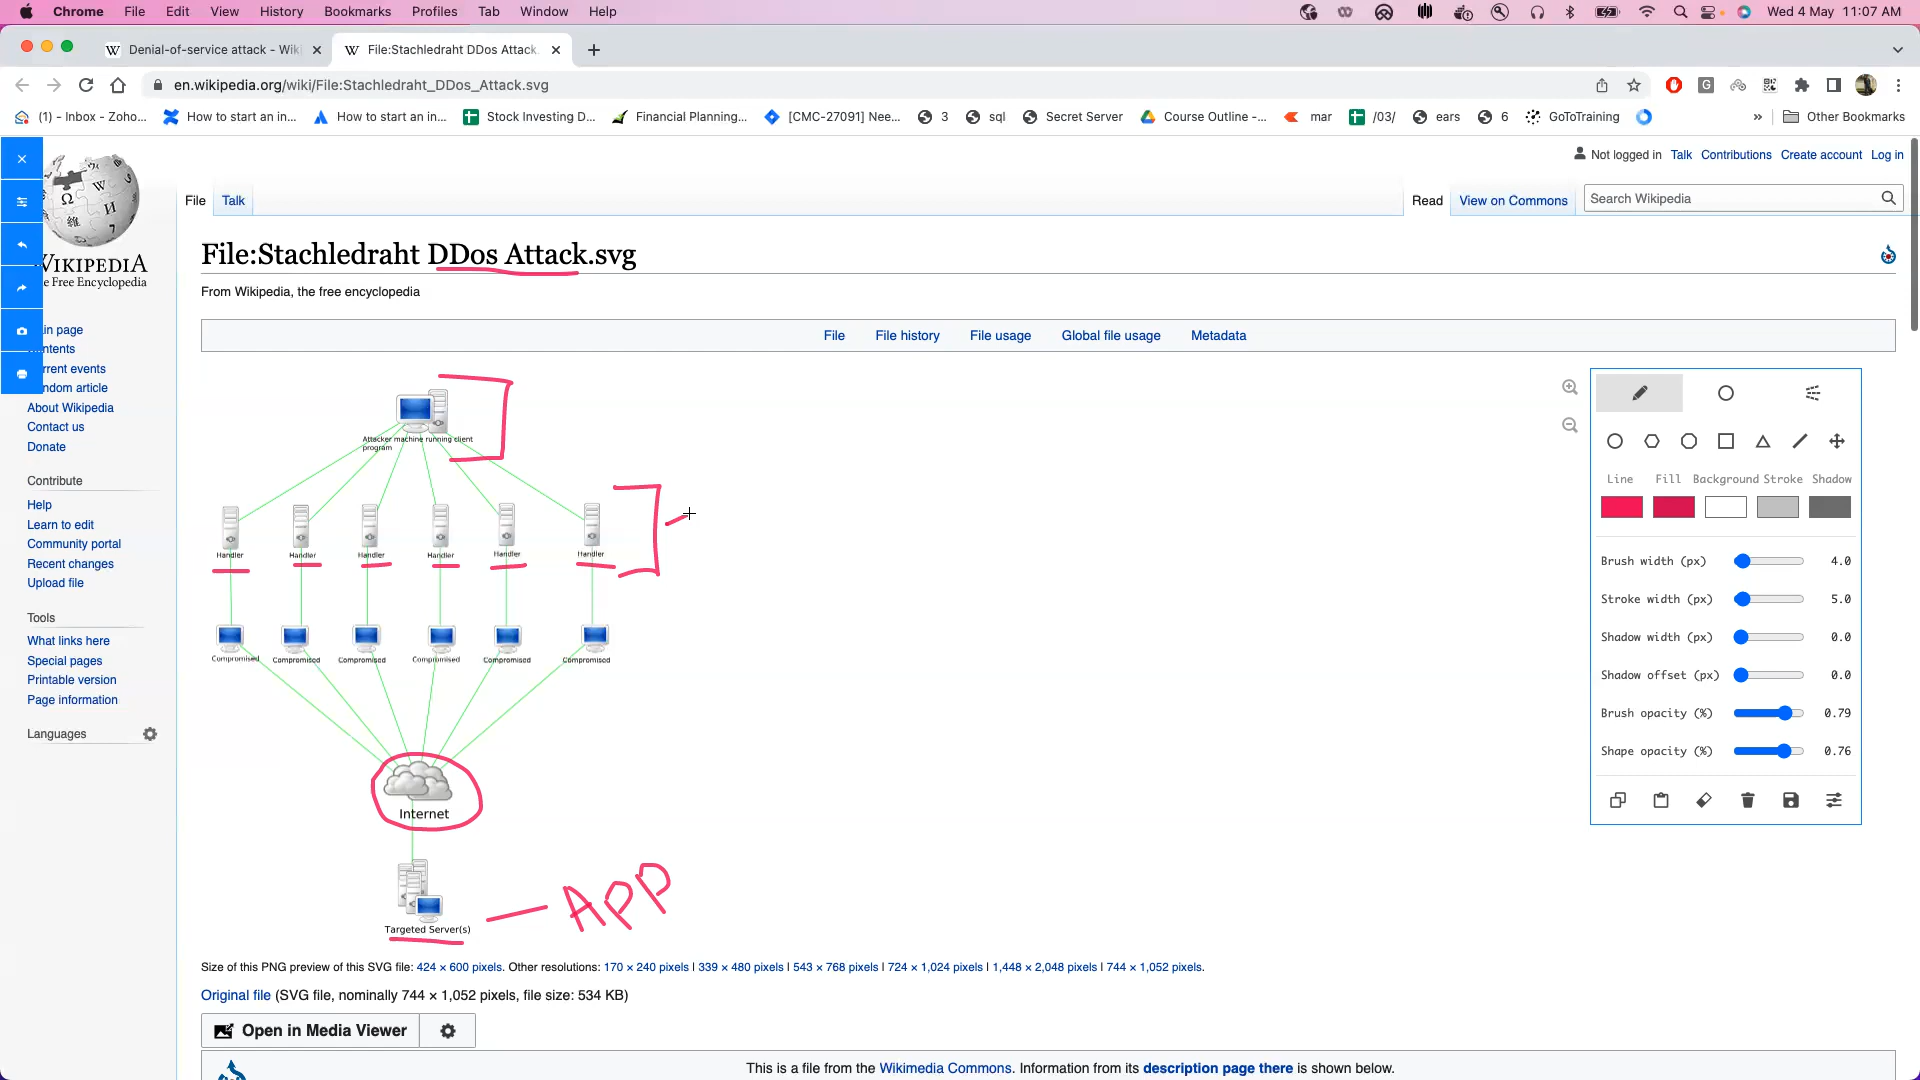 Chrome File Edit View History Bookmarks Profiles Tab Window Help
Wed 4 May 11:07 AM
Denial-of-service attack - Wiki
File:Stachledraht DDos Attack.
en.wikipedia.org/wiki/File:Stachledraht_DDos_Attack.svg
(1) - Inbox - Zoho...
How to start an in...
How to start an in...
Stock Investing D...
Financial Planning...
[CMC-27091] Nee...
3
sql
Secret Server
Course Outline -...
mar
/03/
ears
6
GoToTraining
»
Other Bookmarks
Not logged in Talk Contributions Create account Log in
File Talk
Read View on Commons
Search Wikipedia
WIKIPEDIA
e Free Encyclopedia
File:Stachledraht DDos Attack.svg
From Wikipedia, the free encyclopedia
in page
ntents
rrent events
ndom article
About Wikipedia
Contact us
Donate
Contribute
Help
Learn to edit
Community portal
Recent changes
Upload file
Tools
What links here
Special pages
Printable version
Page information
Languages
File File history File usage Global file usage Metadata
Attacker machine running client
program
Handler Handler Handler Handler Handler Handler
Compromised Compromised Compromised Compromised Compromised Compromised
Internet
Targeted Server(s)
APP
Size of this PNG preview of this SVG file: 424 × 600 pixels. Other resolutions: 170 × 240 pixels | 339 × 480 pixels | 543 × 768 pixels | 724 × 1,024 pixels | 1,448 × 2,048 pixels | 744 × 1,052 pixels.
Original file (SVG file, nominally 744 × 1,052 pixels, file size: 534 KB)
Open in Media Viewer
This is a file from the Wikimedia Commons. Information from its description page there is shown below.
Line Fill Background Stroke Shadow
Brush width (px) 4.0
Stroke width (px) 5.0
Shadow width (px) 0.0
Shadow offset (px) 0.0
Brush opacity (%) 0.79
Shape opacity (%) 0.76